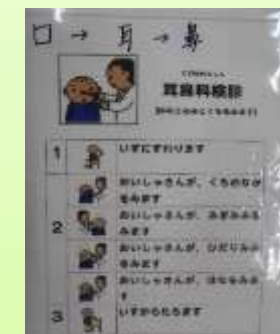 口 → 耳 → 鼻
耳鼻科検診
1
いすにすわります
おいしゃさんが、くちのなか
をみます
2
おいしゃさんが、みぎみみを
みます
おいしゃさんが、ひだりみみ
をみます
おいしゃさんが、はなをみま
す
3
いすからたちます